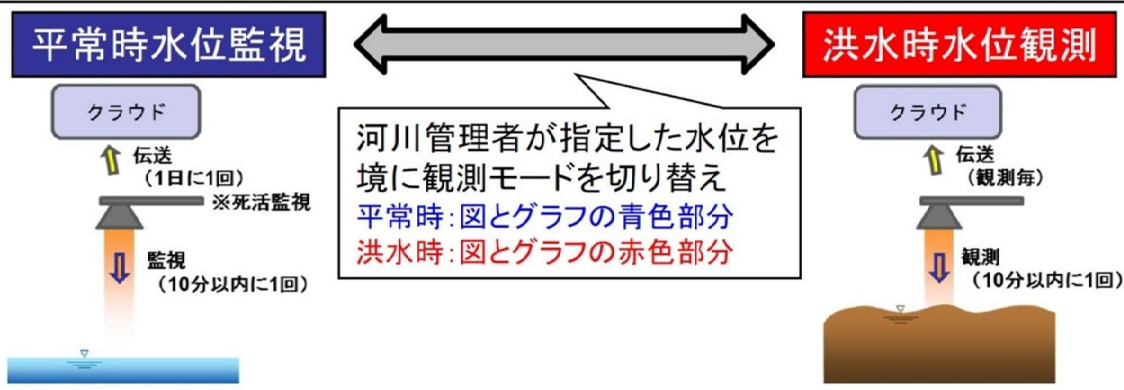 平常時水位監視
洪水時水位観測
クラウド
伝送
(1日に1回)
※死活監視
監視
(10分以内に1回)
河川管理者が指定した水位を
境に観測モードを切り替え
平常時:図とグラフの青色部分
洪水時:図とグラフの赤色部分
クラウド
伝送
(観測毎)
観測
(10分以内に1回)